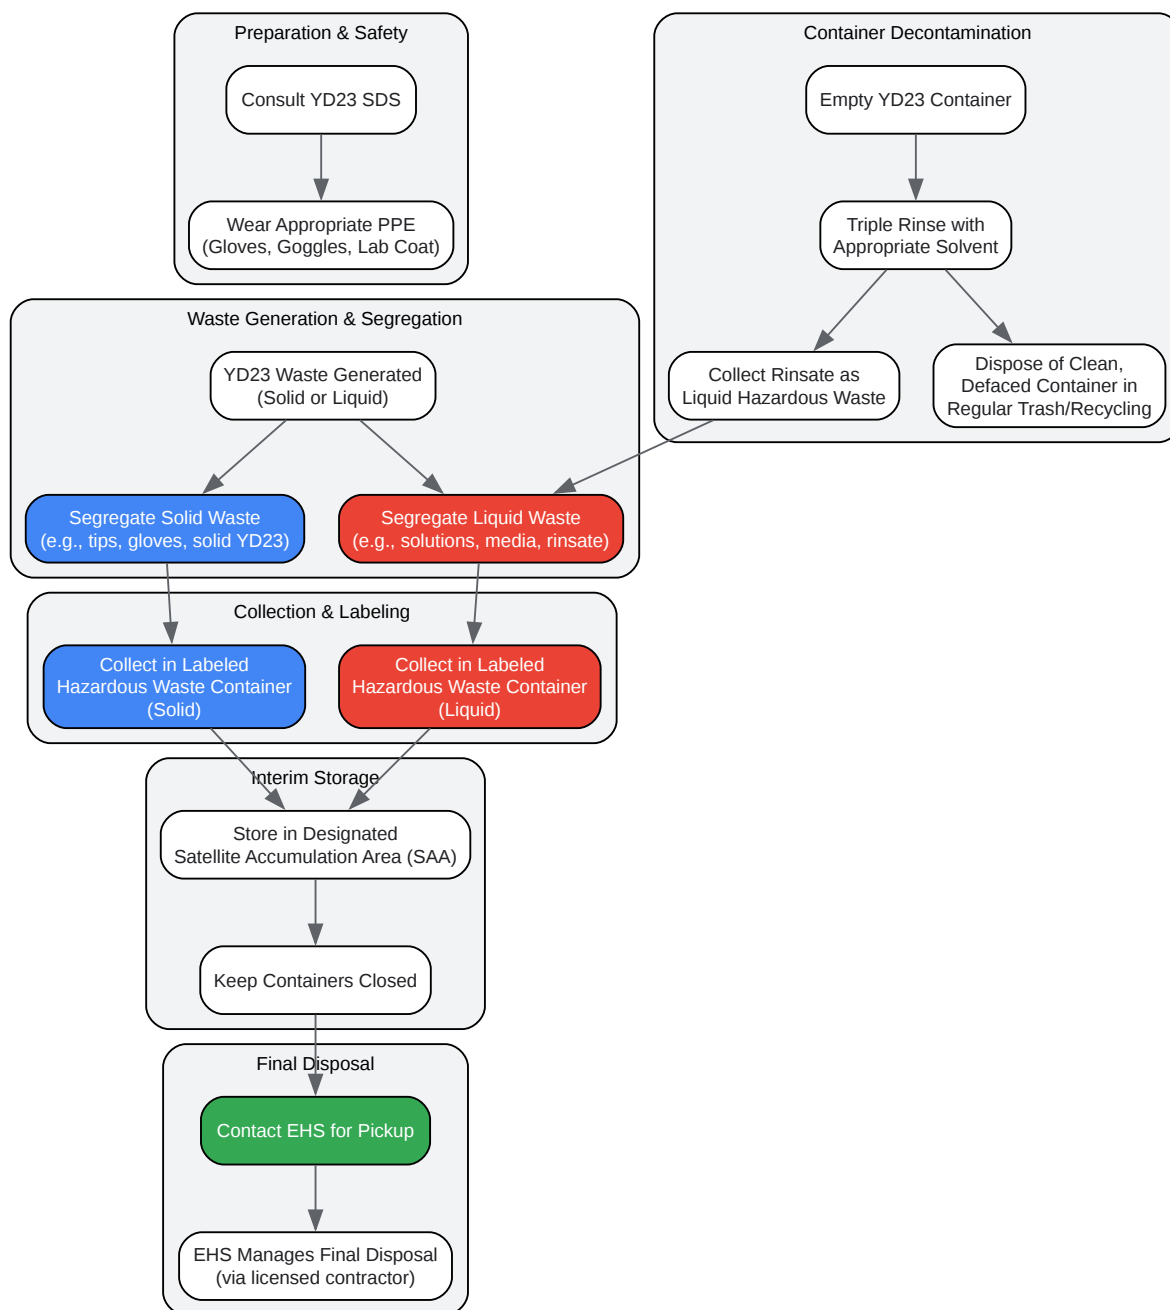 Preparation & Safety
Consult YD23 SDS
Wear Appropriate PPE
(Gloves, Goggles, Lab Coat)
Container Decontamination
Empty YD23 Container
Triple Rinse with
Appropriate Solvent
Collect Rinsate as
Liquid Hazardous Waste
Dispose of Clean,
Defaced Container in
Regular Trash/Recycling
Waste Generation & Segregation
YD23 Waste Generated
(Solid or Liquid)
Segregate Solid Waste
(e.g., tips, gloves, solid YD23)
Segregate Liquid Waste
(e.g., solutions, media, rinsate)
Collection & Labeling
Collect in Labeled
Hazardous Waste Container
(Solid)
Collect in Labeled
Hazardous Waste Container
(Liquid)
Interim Storage
Store in Designated
Satellite Accumulation Area (SAA)
Keep Containers Closed
Final Disposal
Contact EHS for Pickup
EHS Manages Final Disposal
(via licensed contractor)